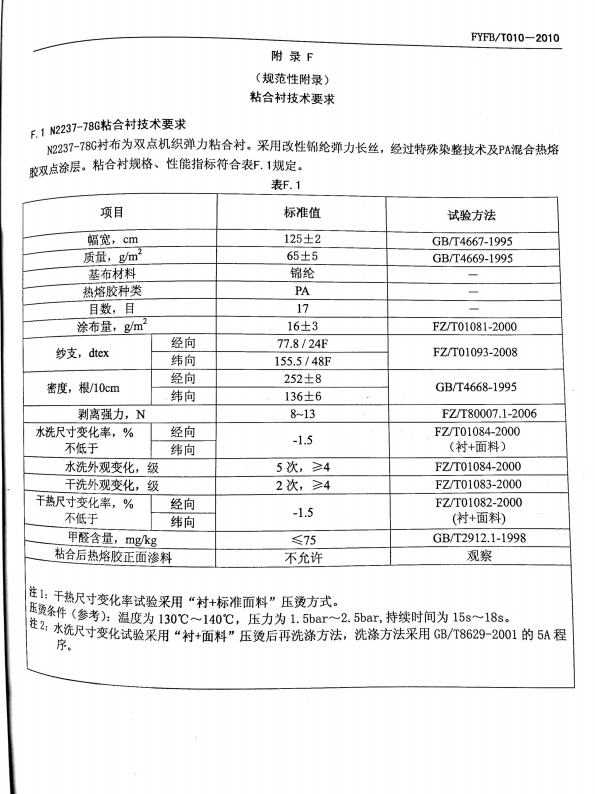 FYFB/T010—2010
附 录 F
（规范性附录）
粘合衬技术要求
F.1 N2237-78G粘合衬技术要求
N2237-78G衬布为双点机织弹力粘合衬。采用改性锦纶弹力长丝，经过特殊染整技术及PA混合热熔
胶双点涂层。粘合衬规格、性能指标符合表F.1规定。
表F.1
项目 标准值 试验方法
幅宽，cm 125±2 GB/T4667-1995
质量，g/m² 65±5 GB/T4669-1995
基布材料 锦纶 —
热熔胶种类 PA —
目数，目 17 —
涂布量，g/m² 16±3 FZ/T01081-2000
纱支，dtex 经向 77.8 / 24F FZ/T01093-2008
纬向 155.5 / 48F
密度，根/10cm 经向 252±8 GB/T4668-1995
纬向 136±6
剥离强力，N 8~13 FZ/T80007.1-2006
水洗尺寸变化率，% 经向 -1.5 FZ/T01084-2000
不低于 纬向 （衬+面料）
水洗外观变化，级 5 次，≥4 FZ/T01084-2000
干洗外观变化，级 2 次，≥4 FZ/T01083-2000
干热尺寸变化率，% 经向 -1.5 FZ/T01082-2000
不低于 纬向 (衬+面料)
甲醛含量，mg/kg ≤75 GB/T2912.1-1998
粘合后热熔胶正面渗料 不允许 观察
注1：干热尺寸变化率试验采用“衬+标准面料”压烫方式。
压烫条件（参考）：温度为 130℃～140℃，压力为 1.5bar～2.5bar,持续时间为 15s～18s。
注2：水洗尺寸变化试验采用“衬+面料”压烫后再洗涤方法，洗涤方法采用 GB/T8629-2001 的 5A 程
序。